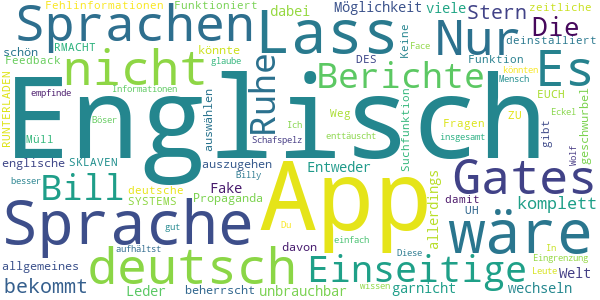 Fehlinformationen Funktioniert Möglichkeit viele zeitliche
Sprachen dabei Lass Nur Stern Die deinstalliert
schön RMACHT könnte nicht Ruhe DES Keine Face Funktion
Feedback glaube Berichte Es
RUNTERLADEN empfinde Informationen auswählen Weg Suchfunktion Mensch könnten EUCH Eckel
Englisch
Müll Böser Ich enttäuscht Fragen ZU gibt geschwurbel
Schafspelz insgesamt Wolf
englische SKLAVEN auszugehen Entweder
besser Bill deutsche Fake Billy App allerdings Gates damit komplett
SYSTEMS Propaganda Du UH
Sprache gut einfach Diese wäre In
aufhältst Eingrenzung
allgemeines deutsch davon Einseitige garnicht Leute Welt
bekommt Leder beherrscht unbrauchbar Wissen wechseln